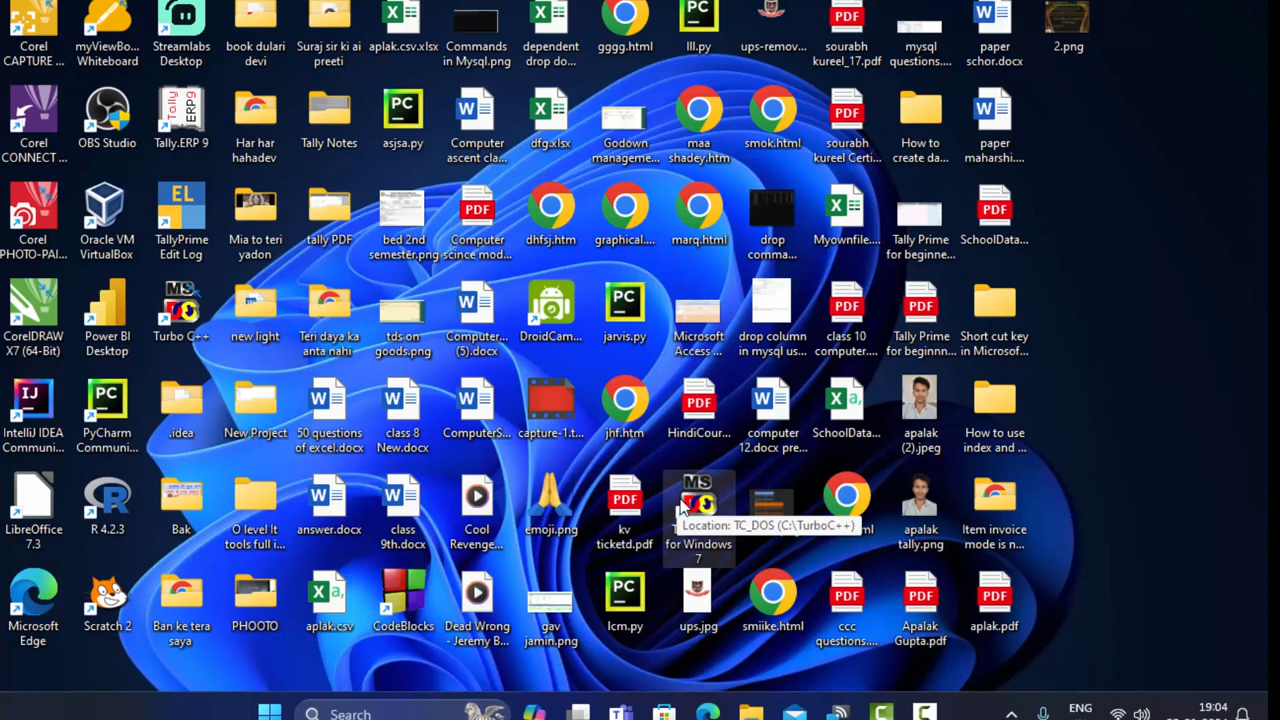 Corel
CAPTURE ...
myViewBo...
Whiteboard
Streamlabs
Desktop
book dulari
devi
Suraj sir ki ai
preeti
aplak.csv.xlsx
Commands
in Mysql.png
dependent
drop do...
gggg.html
lll.py
ups-remov...
sourabh
kureel_17.pdf
mysql
questions....
paper
schor.docx
2.png
Corel
CONNECT ...
OBS Studio
Tally.ERP 9
Har har
hahadev
Tally Notes
asjsa.py
Computer
ascent cla...
dfg.xlsx
Godown
manageme...
maa
shadey.htm
smok.html
sourabh
kureel Certi...
How to
create da...
paper
maharshi....
Corel
PHOTO-PAI...
Oracle VM
VirtualBox
TallyPrime
Edit Log
Mia to teri
yadon
tally PDF
bed 2nd
semester.png
Computer
scince mod...
dhfsj.htm
graphical....
marq.html
drop
comma...
Myownfile....
Tally Prime
for beginne...
SchoolData...
CorelDRAW
X7 (64-Bit)
Power BI
Desktop
Turbo C++
new light
Teri daya ka
anta nahi
tds on
goods.png
Computer...
(5).docx
DroidCam...
jarvis.py
Microsoft
Access ...
drop column
in mysql us...
class 10
computer....
Tally Prime
for beginnn...
Short cut key
in Microsof...
IntelliJ IDEA
Communi...
PyCharm
Communi...
.idea
New Project
50 questions
of excel.docx
class 8
New.docx
ComputerS...
capture-1.t...
jhf.htm
HindiCour...
computer
12.docx pre...
SchoolData...
apalak
(2).jpeg
How to use
index and ...
LibreOffice
7.3
R 4.2.3
Bak
O level It
tools full i...
answer.docx
class
9th.docx
Cool
Revenge...
emoji.png
kv
ticketd.pdf
for Windows
7
Location: TC_DOS (C:\TurboC++)
apalak
tally.png
Item invoice
mode is n...
Microsoft
Edge
Scratch 2
Ban ke tera
saya
PHOOTO
aplak.csv
CodeBlocks
Dead Wrong
- Jeremy B...
gav
jamin.png
lcm.py
ups.jpg
smiike.html
ccc
questions....
Apalak
Gupta.pdf
aplak.pdf
Search
ENG
19:04